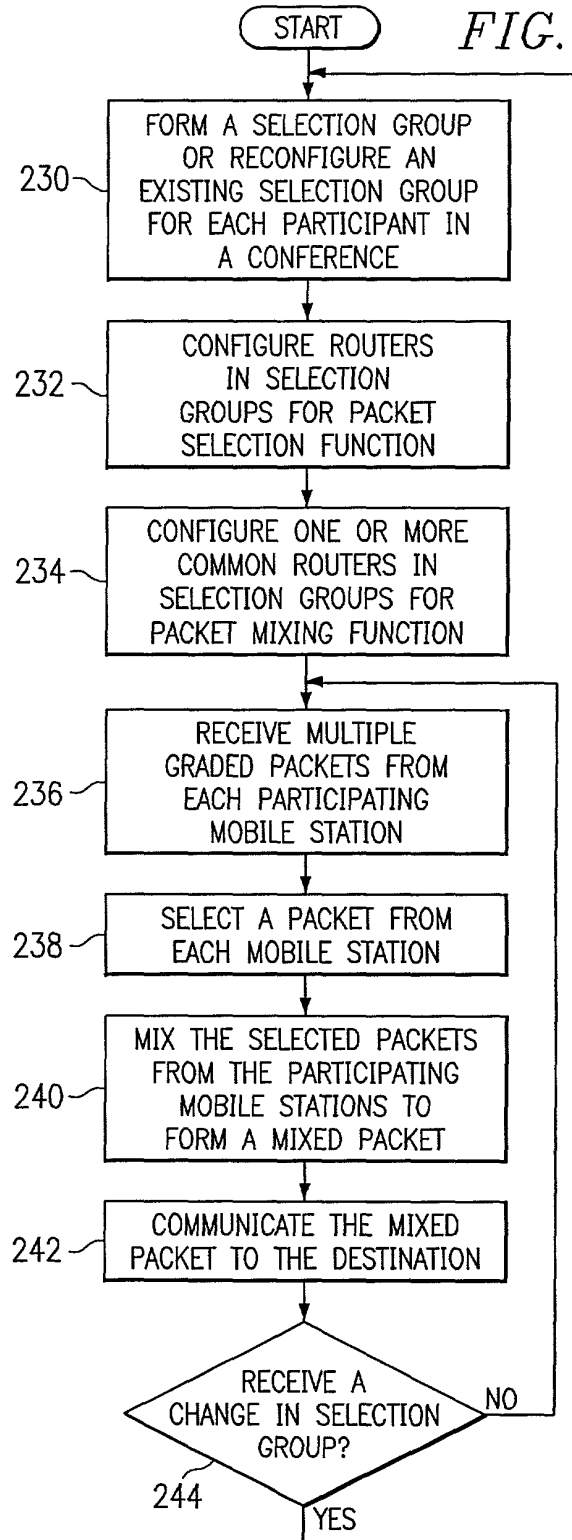 START
FIG.
230
FORM A SELECTION GROUP
OR RECONFIGURE AN
EXISTING SELECTION GROUP
FOR EACH PARTICIPANT IN
A CONFERENCE
232
CONFIGURE ROUTERS
IN SELECTION
GROUPS FOR PACKET
SELECTION FUNCTION
234
CONFIGURE ONE OR MORE
COMMON ROUTERS IN
SELECTION GROUPS FOR
PACKET MIXING FUNCTION
236
RECEIVE MULTIPLE
GRADED PACKETS FROM
EACH PARTICIPATING
MOBILE STATION
238
SELECT A PACKET FROM
EACH MOBILE STATION
240
MIX THE SELECTED PACKETS
FROM THE PARTICIPATING
MOBILE STATIONS TO
FORM A MIXED PACKET
242
COMMUNICATE THE MIXED
PACKET TO THE DESTINATION
RECEIVE A
CHANGE IN SELECTION
GROUP?
NO
244
YES